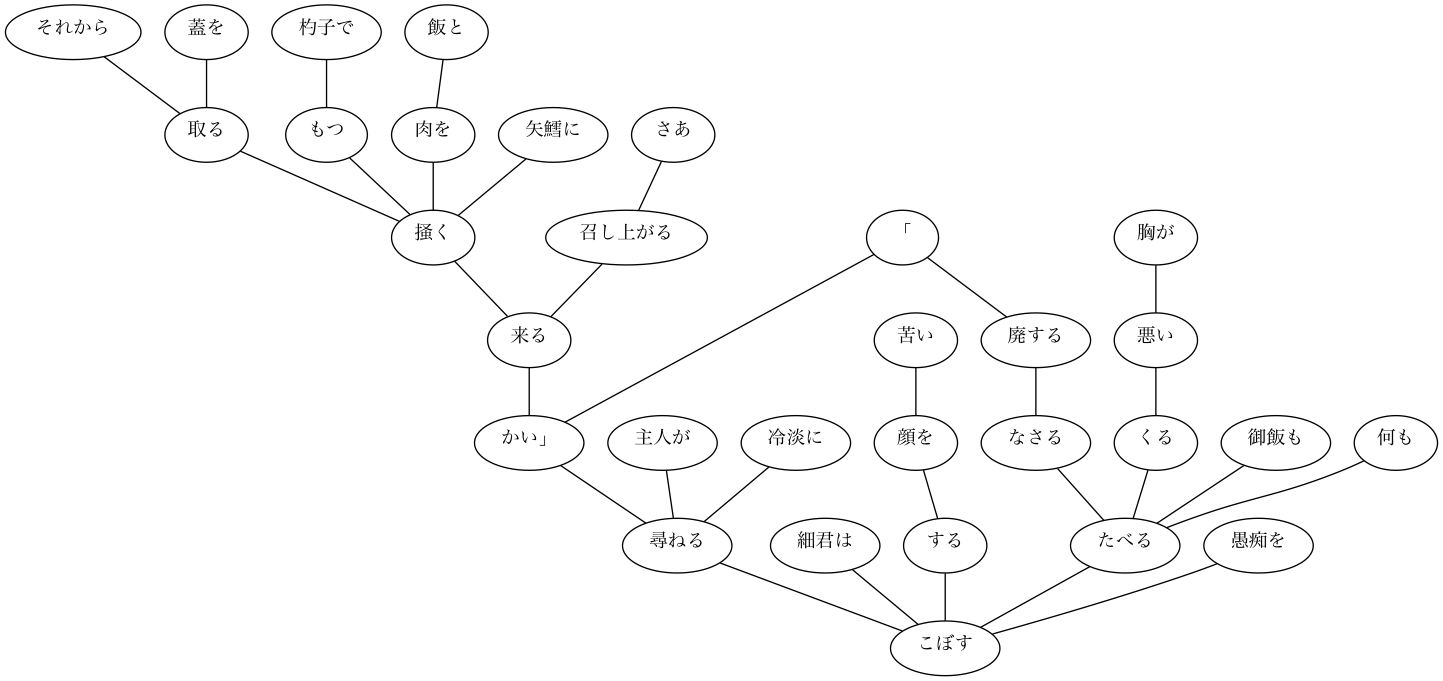 それから 蓋を 杓子で 飯と
取る もつ 肉を 矢鱈に さあ
掻く 召し上がる 「 胸が
来る 苦い 廃する 悪い
かい」 主人が 冷淡に 顔を なさる くる 御飯も 何も
尋ねる 細君は する たべる 愚痴を
こぼす